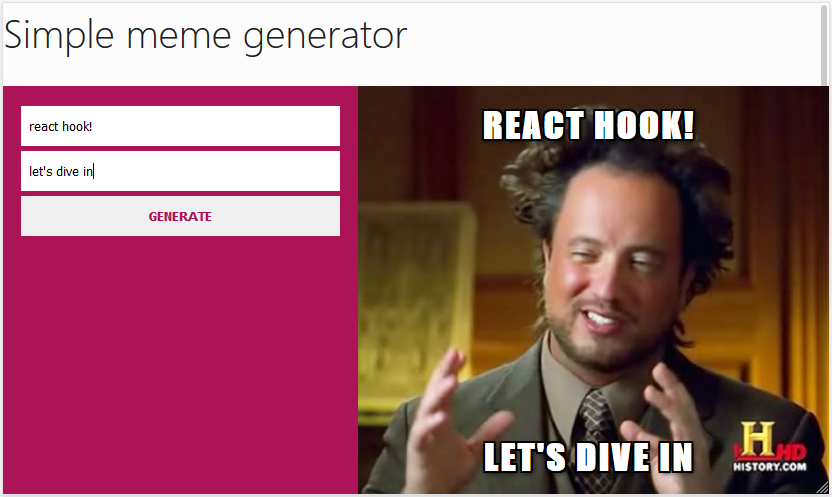 Simple meme generator
react hook!
let's dive in
GENERATE
REACT HOOK!
LET'S DIVE IN
H HD
HISTORY.COM